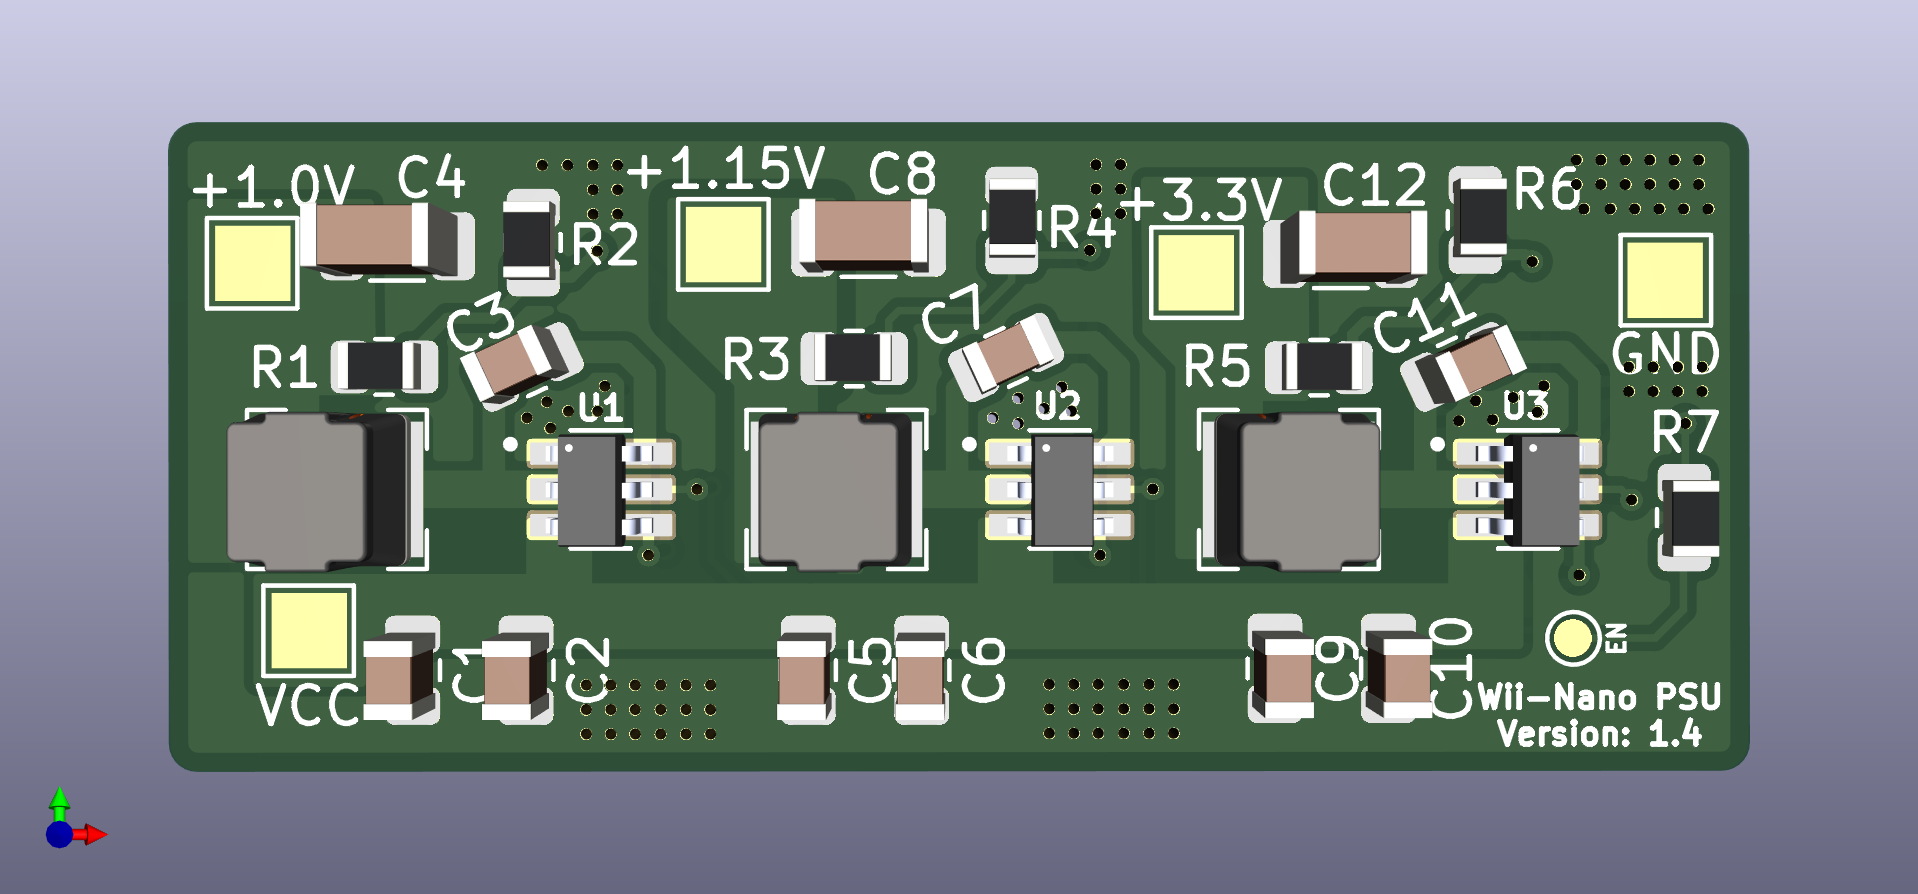 +1.0V
C4
+1.15V
C8
+3.3V
C12
R6
R2
R4
C3
C7
C11
GND
R1
R3
R5
U1
U2
U3
R7
EN
VCC
C1
C2
C5
C6
C9
C10
Wii-Nano PSU
Version: 1.4